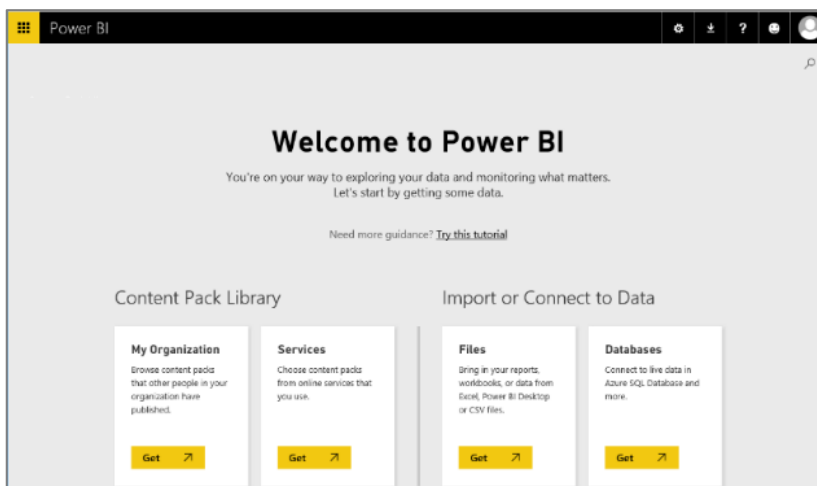 Power BI
?
Welcome to Power BI
You're on your way to exploring your data and monitoring what matters.
Let's start by getting some data.
Need more guidance? Try this tutorial
Content Pack Library
Import or Connect to Data
My Organization
Browse content packs
that other people in your
organization have
published.
Get
Services
Choose content packs
from online services that
you use.
Get
Files
Bring in your reports,
workbooks, or data from
Excel, Power BI Desktop
or CSV files.
Get
Databases
Connect to live data in
Azure SQL Database and
more.
Get